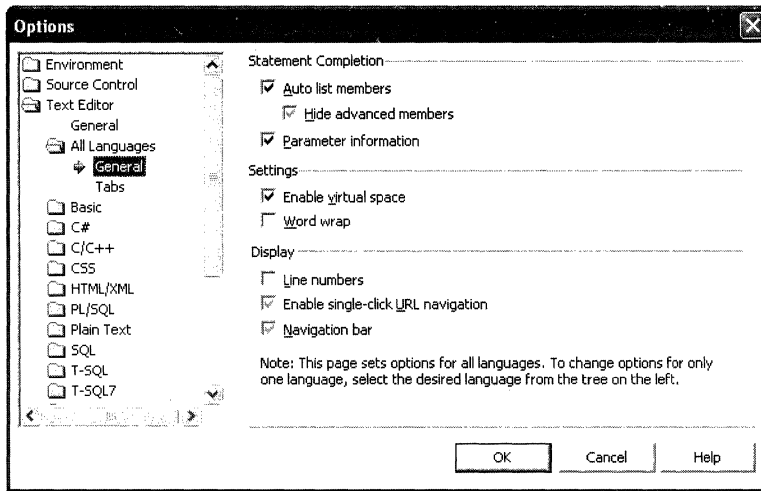 Options
Environment
Source Control
Text Editor
General
All Languages
General
Tabs
Basic
C#
C/C++
CSS
HTML/XML
PL/SQL
Plain Text
SQL
T-SQL
T-SQL7
Statement Completion
Auto list members
Hide advanced members
Parameter information
Settings
Enable virtual space
Word wrap
Display
Line numbers
Enable single-click URL navigation
Navigation bar
Note: This page sets options for all languages. To change options for only
one language, select the desired language from the tree on the left.
OK
Cancel
Help